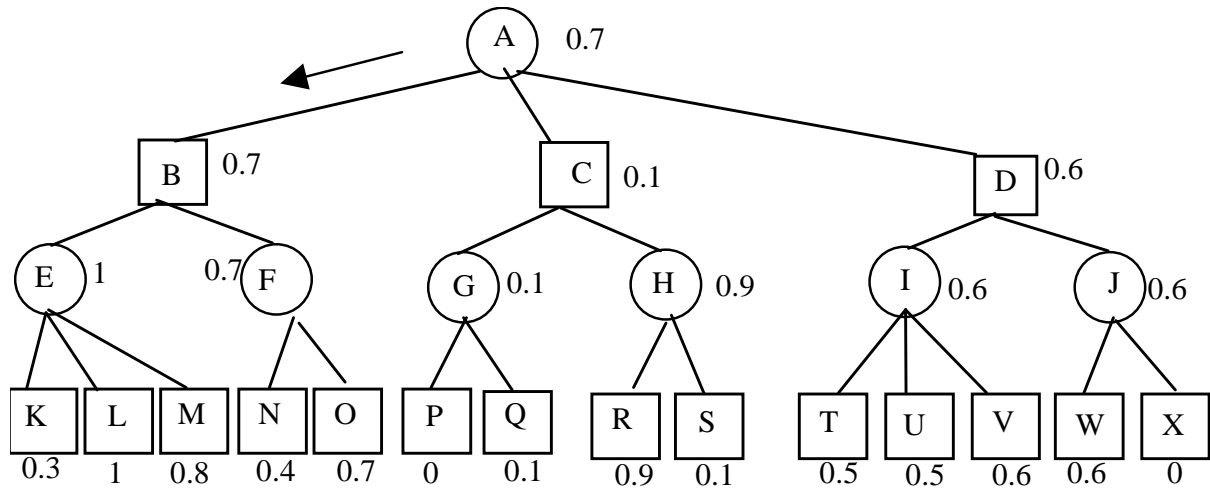 A 0.7
B 0.7 C 0.1 D 0.6
E 1 0.7 F G 0.1 H 0.9 I 0.6 J 0.6
K L M N O P Q R S T U V W X
0.3 1 0.8 0.4 0.7 0 0.1 0.9 0.1 0.5 0.5 0.6 0.6 0